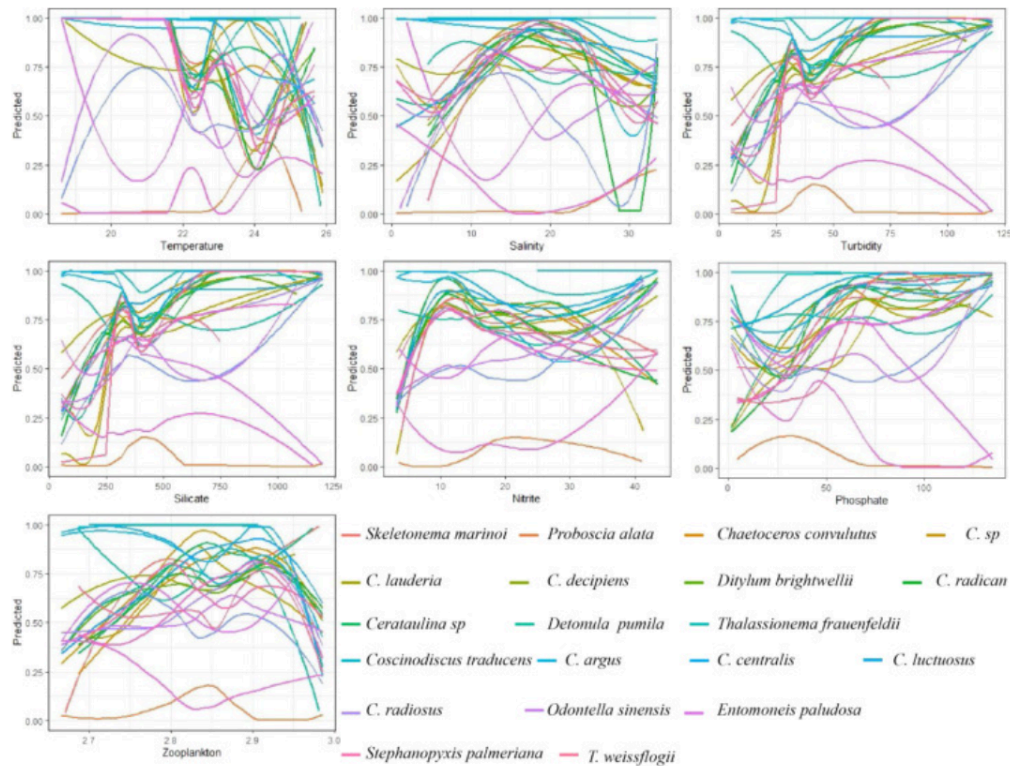 1.00 1.00 1.00
0.75 0.75 0.75
Predicted Predicted Predicted
0.50 0.50 0.50
0.25 0.25 0.25
0.00 0.00 0.00
20 22 24 26 0 10 20 30 0 25 50 75 100 125
Temperature Salinity Turbidity
1.00 1.00 1.00
0.75 0.75 0.75
Predicted Predicted Predicted
0.50 0.50 0.50
0.25 0.25 0.25
0.00 0.00 0.00
0 250 500 750 1000 10 20 30 40 0 50 100
Silicate Nitrite Phosphate
1.00
0.75
Predicted
0.50
0.25
0.00
2.7 2.8 2.9 3.0
Zooplankton
Skeletonema marinoi Proboscia alata Chaetoceros convulutus C. sp
C. lauderia C. decipiens Ditylum brightwellii C. radican
Cerataulina sp Detonula pumila Thalassionema frauenfeldii
Coscinodiscus traducens C. argus C. centralis C. luctuosus
C. radiosus Odontella sinensis Entomoneis paludosa
Stephanopyxis palmeriana T. weissflogii